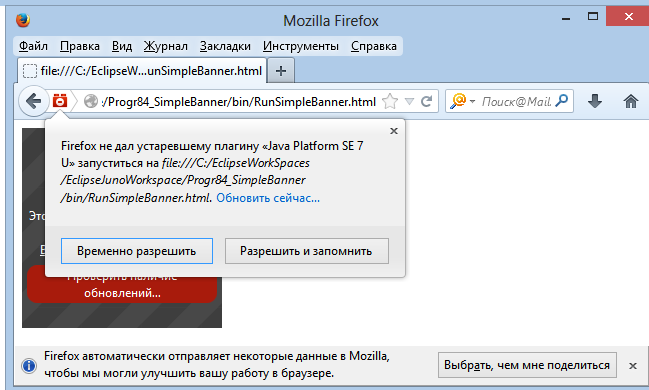 Mozilla Firefox
Файл Правка Вид Журнал Закладки Инструменты Справка
file:///C:/EclipseW...unSimpleBanner.html
:/Progr84_SimpleBanner/bin/RunSimpleBanner.html Поиск@Mail
Firefox не дал устаревшему плагину «Java Platform SE 7
U» запуститься на file:///C:/EclipseWorkSpaces
/EclipseJunoWorkspace/Progr84_SimpleBanner
/bin/RunSimpleBanner.html. Обновить сейчас...
Это
Временно разрешить Разрешить и запомнить
Проверить наличие
обновлений...
Firefox автоматически отправляет некоторые данные в Mozilla,
чтобы мы могли улучшить вашу работу в браузере.
Выбрать, чем мне поделиться